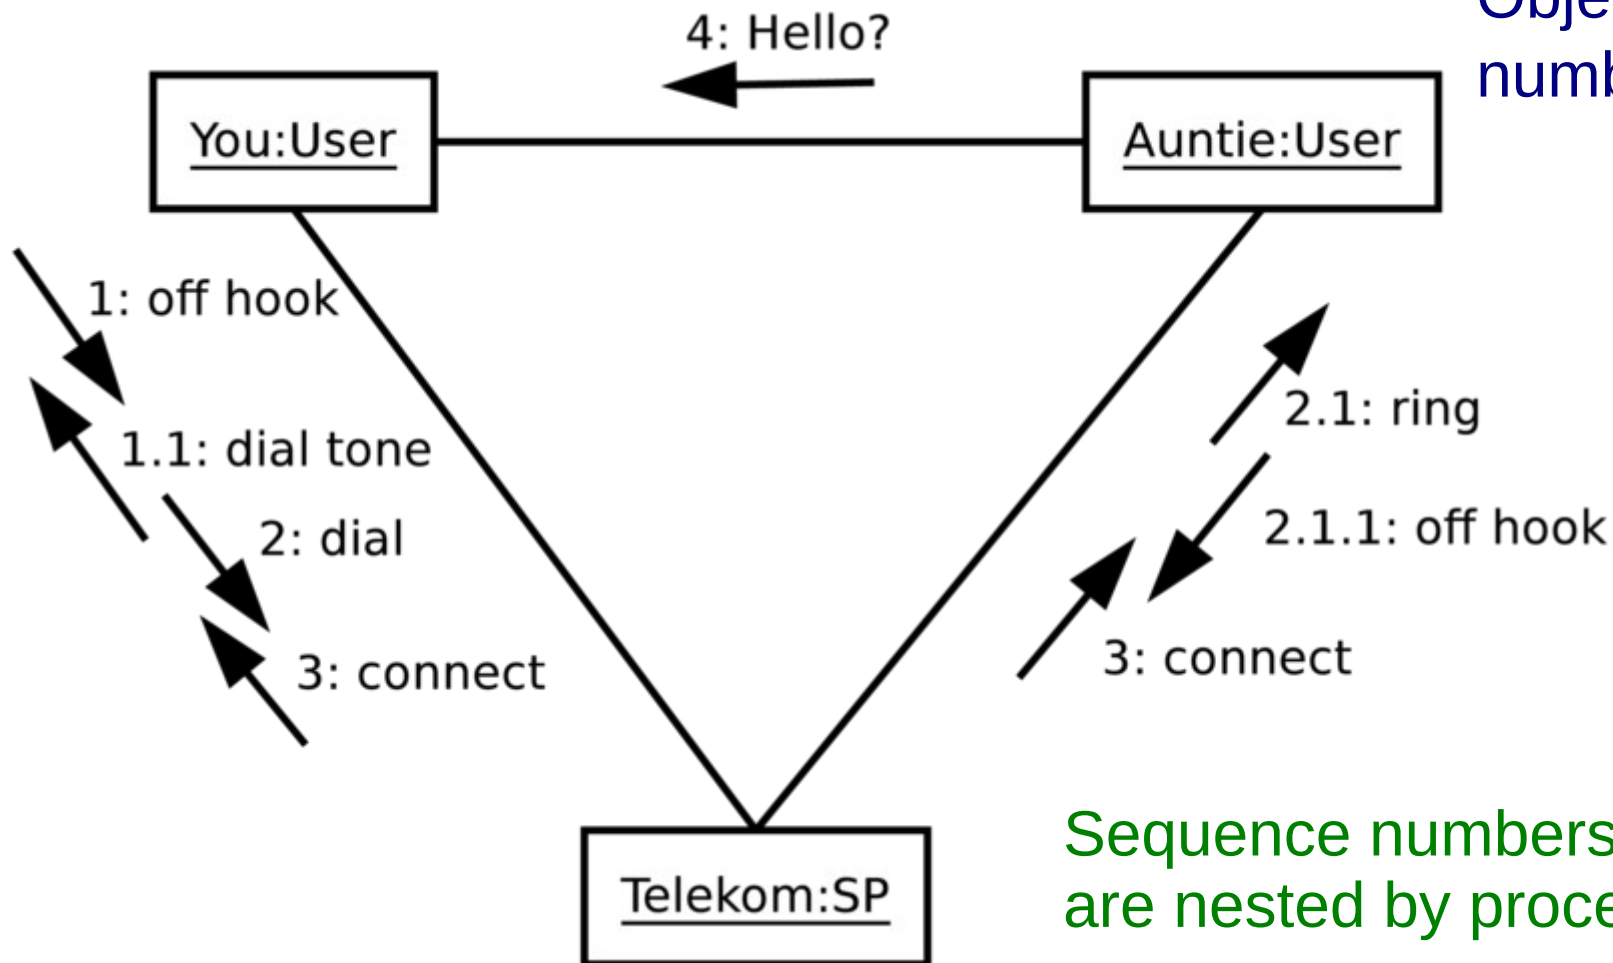 4: Hello?
You:User
Auntie:User
1: off hook
1.1: dial tone
2.1: ring
2: dial
2.1.1: off hook
3: connect
3: connect
Sequence numbers
are nested by
Telekom:SP